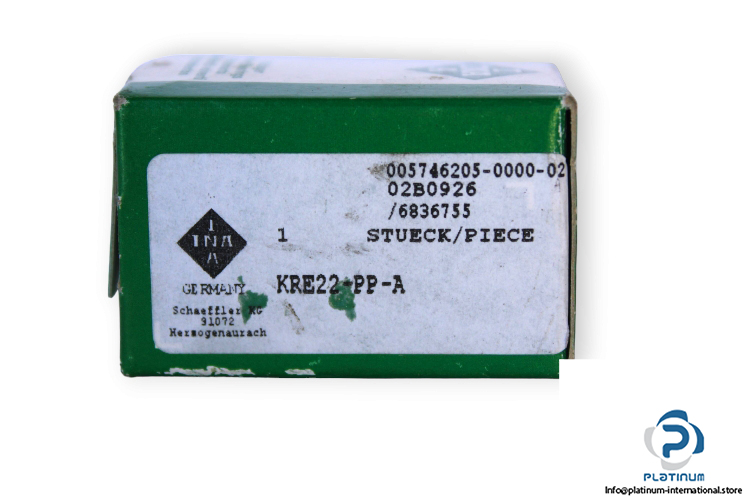 005746205-0000-02
02B0926
/6836755
1 STUECK/PIECE
I
INA
A
GERMANY
KRE22-PP-A
Schaeffler KG
91072
Herzogenaurach
PLATINUM
Info@platinum-international.store